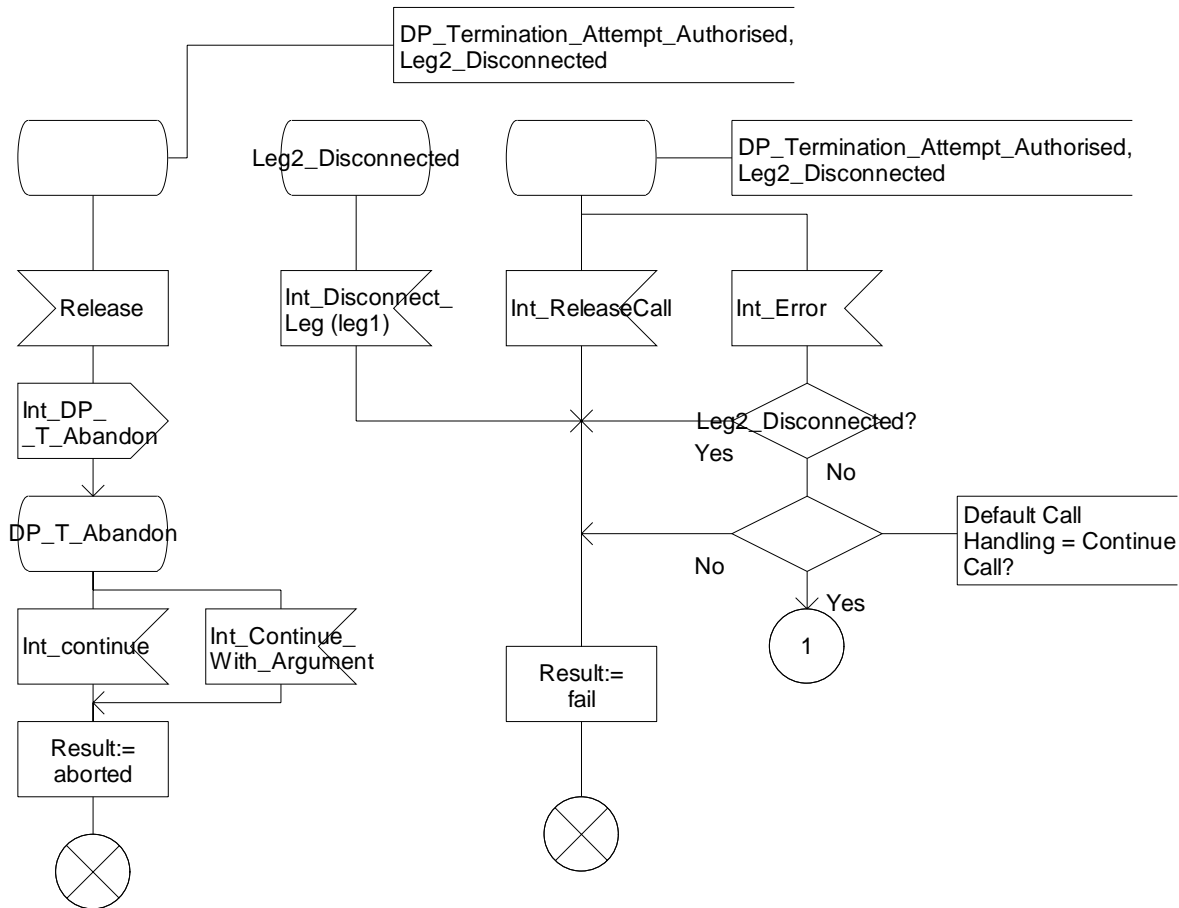 DP_Termination_Attempt_Authorised,
Leg2_Disconnected
Leg2_Disconnected
DP_Termination_Attempt_Authorised,
Leg2_Disconnected
Release
Int_Disconnect_
Leg (leg1)
Int_ReleaseCall
Int_Error
Int_DP_
_T_Abandon
Leg2_Disconnected?
Yes
No
DP_T_Abandon
Default Call
Handling = Continue
Call?
No
Yes
Int_continue
Int_Continue_
With_Argument
1
Result:=
fail
Result:=
aborted